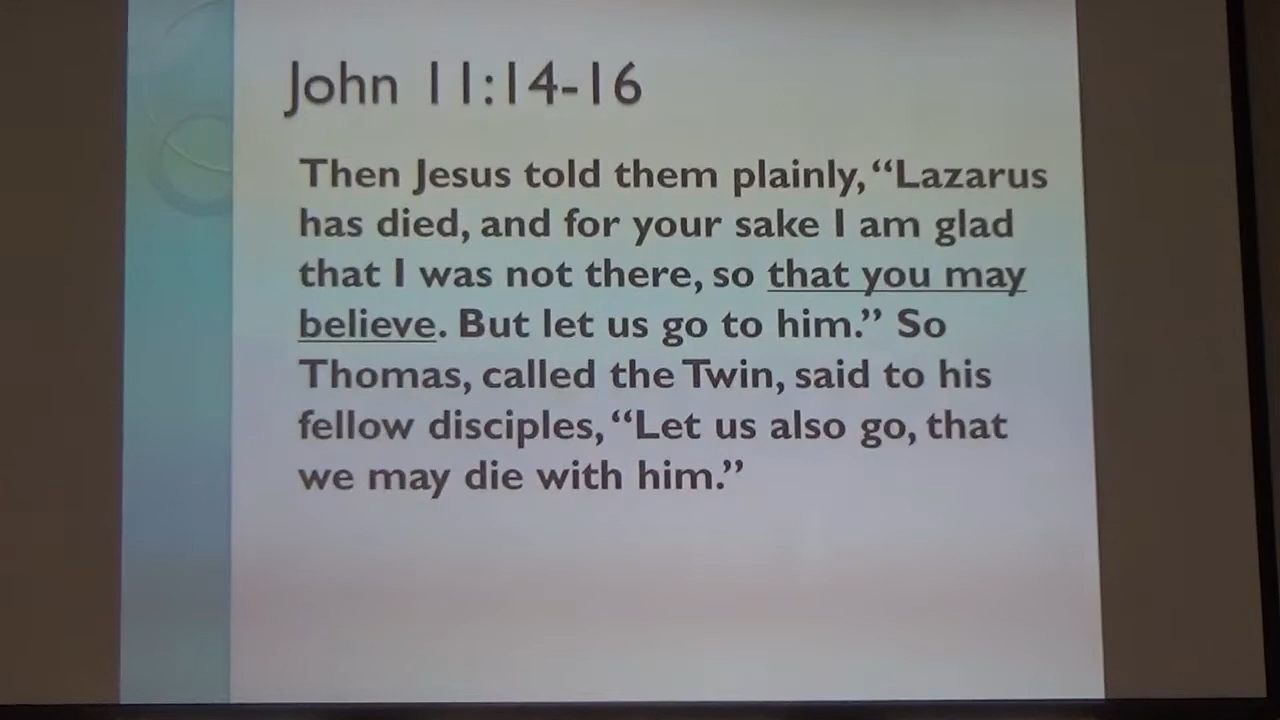 John 11:14-16
Then Jesus told them plainly, “Lazarus
has died, and for your sake I am glad
that I was not there, so that you may
believe. But let us go to him.” So
Thomas, called the Twin, said to his
fellow disciples, “Let us also go, that
we may die with him.”